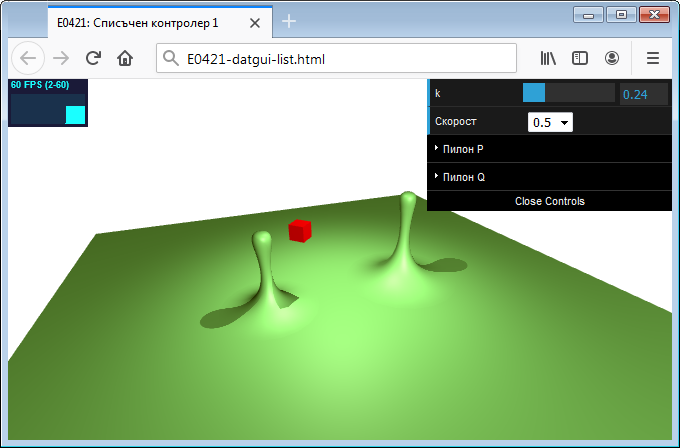 E0421: Списъчен контролер 1
E0421-datgui-list.html
60 FPS (2-60)
k 0.24
Скорост 0.5
Пилон P
Пилон Q
Close Controls